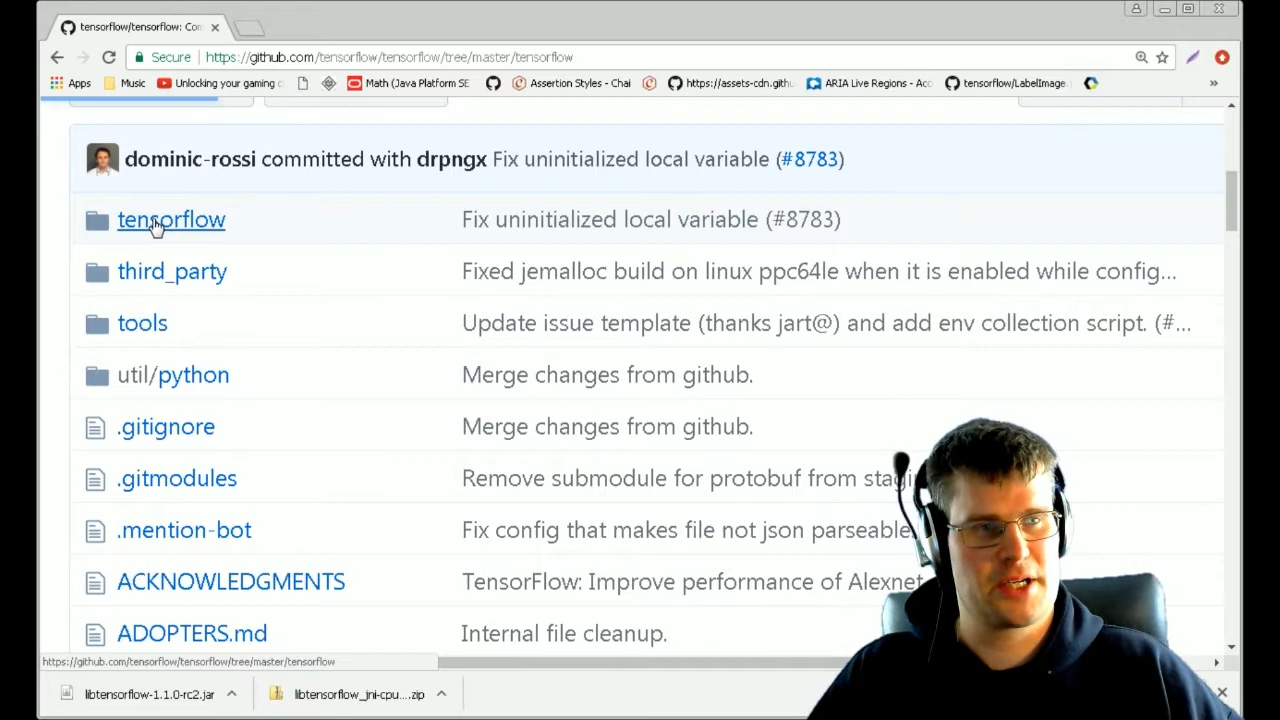 tensorflow/tensorflow: Con
Secure https://github.com/tensorflow/tensorflow/tree/master/tensorflow
Apps Music Unlocking your gaming c Math (Java Platform SE Assertion Styles - Chai https://assets-cdn.githu ARIA Live Regions - Acc tensorflow/LabelImage. »
dominic-rossi committed with drpngx Fix uninitialized local variable (#8783)
tensorflow Fix uninitialized local variable (#8783)
third_party Fixed jemalloc build on linux ppc64le when it is enabled while config...
tools Update issue template (thanks jart@) and add env collection script. (#...
util/python Merge changes from github.
.gitignore Merge changes from github.
.gitmodules Remove submodule for protobuf from stagi
.mention-bot Fix config that makes file not json parseable.
ACKNOWLEDGMENTS TensorFlow: Improve performance of Alexnet
ADOPTERS.md Internal file cleanup.
https://github.com/tensorflow/tensorflow/tree/master/tensorflow
libtensorflow-1.1.0-rc2.jar libtensorflow_jni-cpu....zip